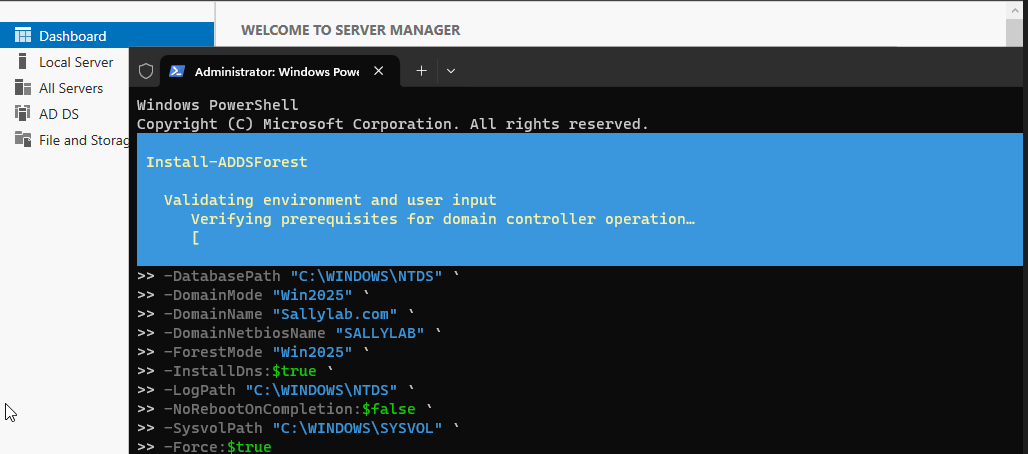 WELCOME TO SERVER MANAGER
Dashboard
Local Server
All Servers
AD DS
File and Storag
Administrator: Windows Powe
Windows PowerShell
Copyright (C) Microsoft Corporation. All rights reserved.
Install-ADDSForest
Validating environment and user input
Verifying prerequisites for domain controller operation…
[
>> -DatabasePath "C:\WINDOWS\NTDS" `
>> -DomainMode "Win2025" `
>> -DomainName "Sallylab.com" `
>> -DomainNetbiosName "SALLYLAB" `
>> -ForestMode "Win2025" `
>> -InstallDns:$true `
>> -LogPath "C:\WINDOWS\NTDS" `
>> -NoRebootOnCompletion:$false `
>> -SysvolPath "C:\WINDOWS\SYSVOL" `
>> -Force:$true